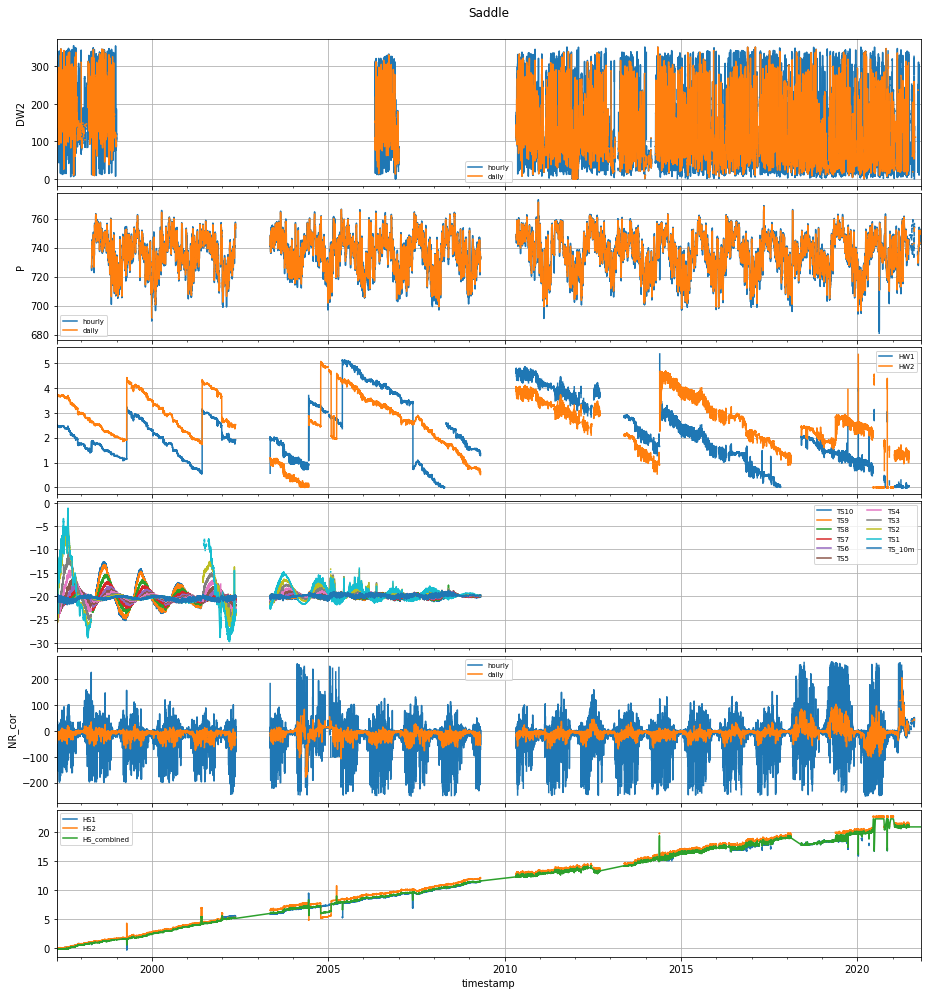 Saddle
DW2
300
200
100
0
hourly
daily
P
760
740
720
700
680
hourly
daily
5
4
3
2
1
0
HW1
HW2
0
−5
−10
−15
−20
−25
−30
TS10 TS4
TS9 TS3
TS8 TS2
TS7 TS1
TS6 TS_10m
TS5
NR_cor
200
100
0
−100
−200
hourly
daily
20
15
10
5
0
HS1
HS2
HS_combined
2000 2005 2010 2015 2020
timestamp